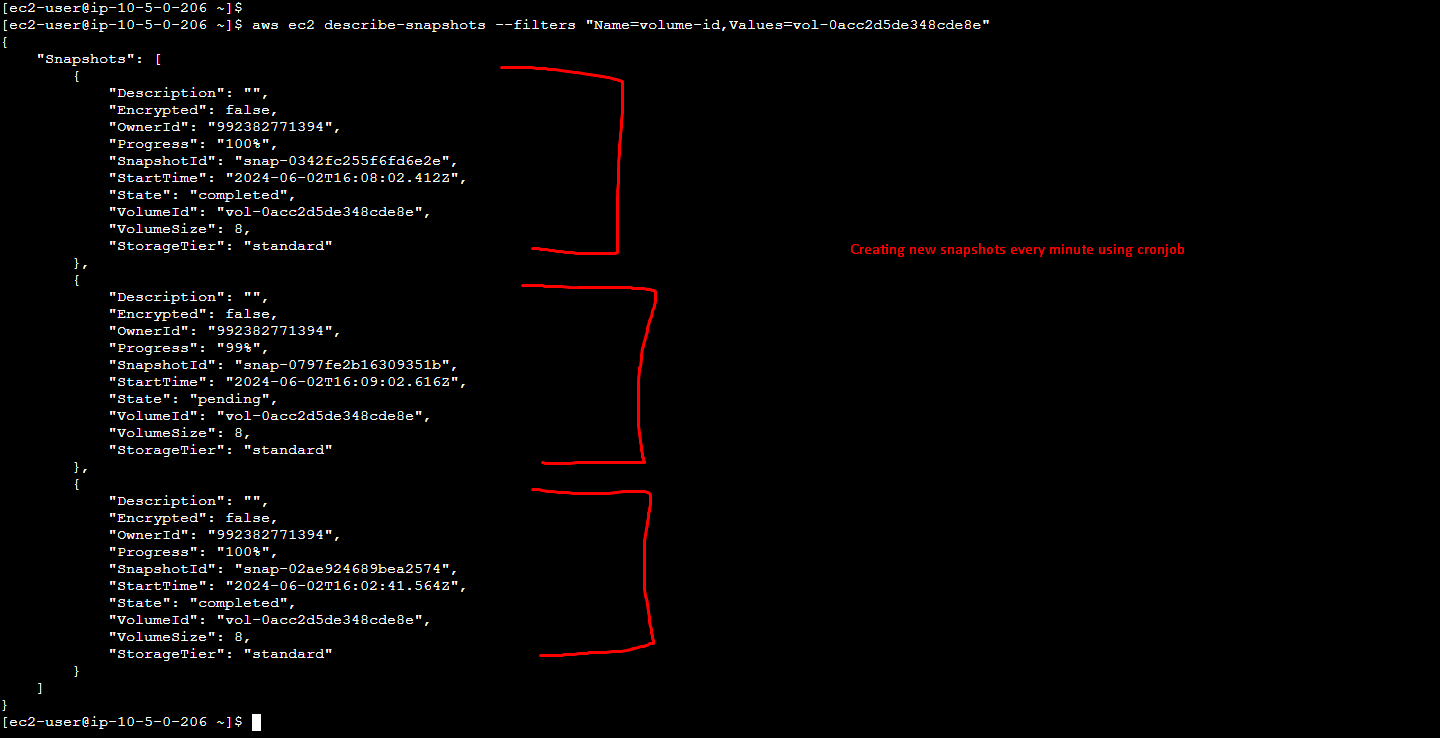 [ec2-user@ip-10-5-0-206 ~]$
[ec2-user@ip-10-5-0-206 ~]$ aws ec2 describe-snapshots --filters "Name=volume-id,Values=vol-0acc2d5de348cde8e"
{
    "Snapshots": [
        {
            "Description": "",
            "Encrypted": false,
            "OwnerId": "992382771394",
            "Progress": "100%",
            "SnapshotId": "snap-0342fc255f6fd6e2e",
            "StartTime": "2024-06-02T16:08:02.412Z",
            "State": "completed",
            "VolumeId": "vol-0acc2d5de348cde8e",
            "VolumeSize": 8,
            "StorageTier": "standard"
        },
        {
            "Description": "",
            "Encrypted": false,
            "OwnerId": "992382771394",
            "Progress": "99%",
            "SnapshotId": "snap-0797fe2b16309351b",
            "StartTime": "2024-06-02T16:09:02.616Z",
            "State": "pending",
            "VolumeId": "vol-0acc2d5de348cde8e",
            "VolumeSize": 8,
            "StorageTier": "standard"
        },
        {
            "Description": "",
            "Encrypted": false,
            "OwnerId": "992382771394",
            "Progress": "100%",
            "SnapshotId": "snap-02ae924689bea2574",
            "StartTime": "2024-06-02T16:02:41.564Z",
            "State": "completed",
            "VolumeId": "vol-0acc2d5de348cde8e",
            "VolumeSize": 8,
            "StorageTier": "standard"
        }
    ]
}
[ec2-user@ip-10-5-0-206 ~]$
Creating new snapshots every minute using cronjob